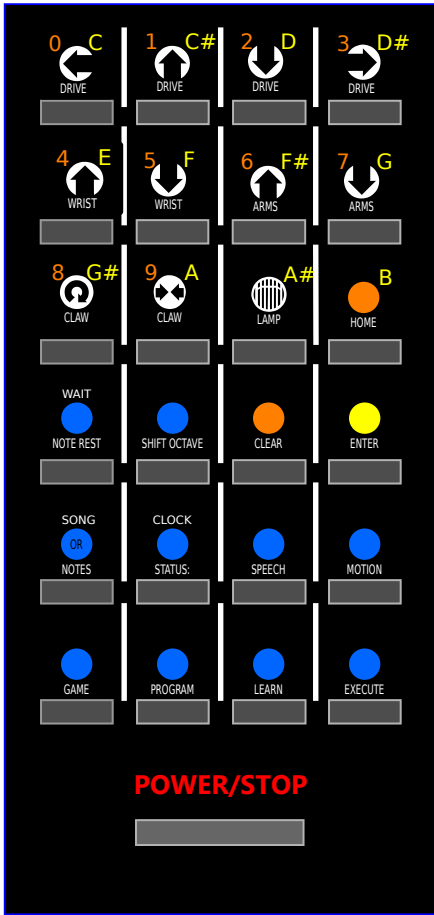 0 C 1 C# 2 D 3 D#
DRIVE DRIVE DRIVE DRIVE
4 E 5 F 6 F# 7 G
WRIST WRIST ARMS ARMS
8 G# 9 A A# B
CLAW CLAW LAMP HOME
WAIT
NOTE REST SHIFT OCTAVE CLEAR ENTER
SONG CLOCK
OR
NOTES STATUS: SPEECH MOTION
GAME PROGRAM LEARN EXECUTE
POWER/STOP